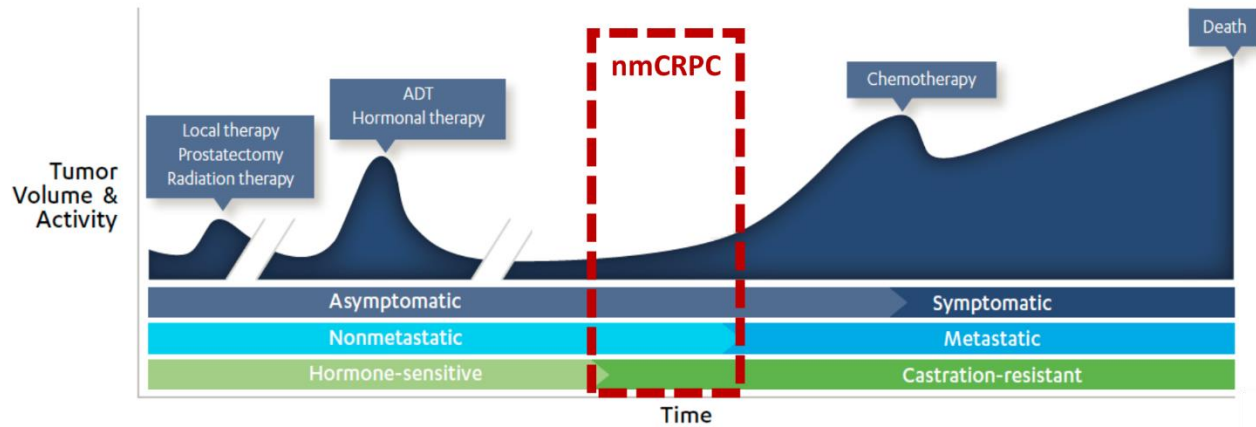 Death
nmCRPC
Chemotherapy
ADT
Hormonal therapy
Local therapy
Prostatectomy
Radiation therapy
Tumor
Volume &
Activity
Asymptomatic
Symptomatic
Nonmetastatic
Metastatic
Hormone-sensitive
Castration-resistant
Time